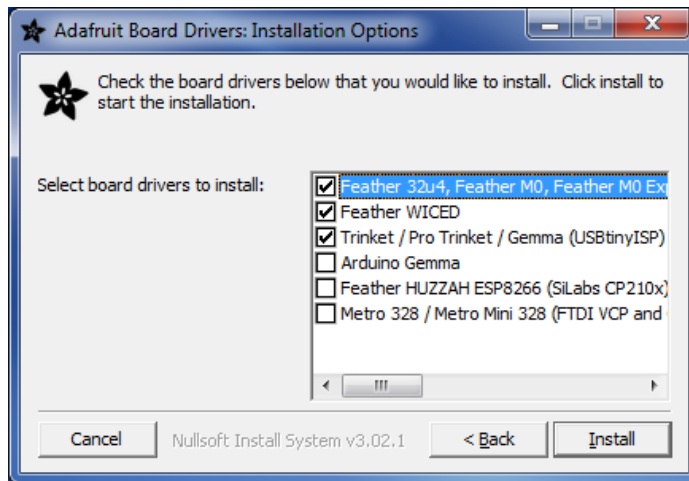 Adafruit Board Drivers: Installation Options
Check the board drivers below that you would like to install. Click install to
start the installation.
Select board drivers to install:
Feather 32u4, Feather M0, Feather M0 Ex
Feather WICED
Trinket / Pro Trinket / Gemma (USBtinyISP)
Arduino Gemma
Feather HUZZAH ESP8266 (SiLabs CP210x)
Metro 328 / Metro Mini 328 (FTDI VCP and
Cancel
Nullsoft Install System v3.02.1
< Back
Install